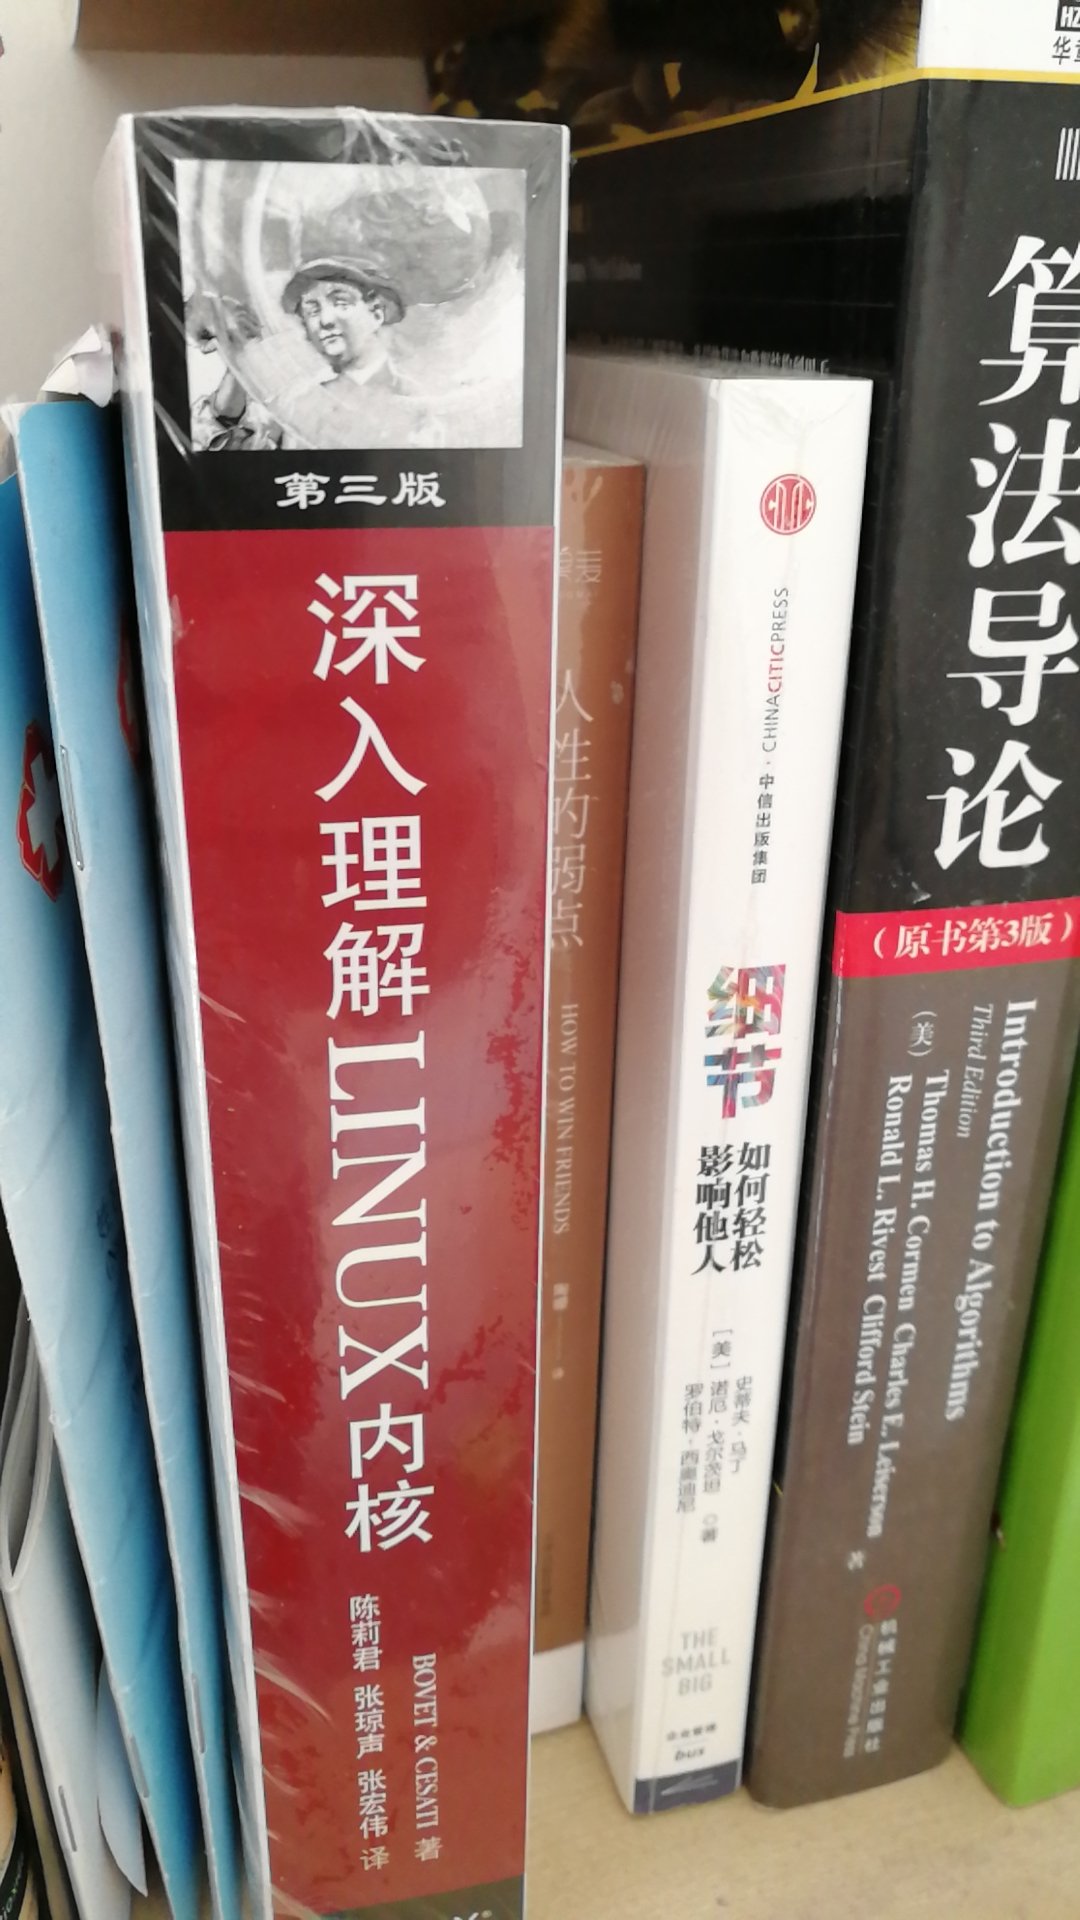 第三版
深入理解LINUX内核
陈莉君 张琼声 张宏伟 译
BOVET & CESATI 著
人性的弱点
HOW TO WIN FRIENDS
CHINACITICPRESS·中信出版集团
细节
如何轻松
影响他人
[美]
史蒂夫·马丁
诺厄·戈尔茨坦 ◎著
罗伯特·西奥迪尼
THE
SMALL
BIG
企业管理
HZ
算法导论
(原书第3版)
Introduction to Algorithms
Third Edition
(美)
Thomas H. Cormen Charles E. Leiserson
Ronald L. Rivest Clifford Stein
著
机械工业出版社
China Machine Press